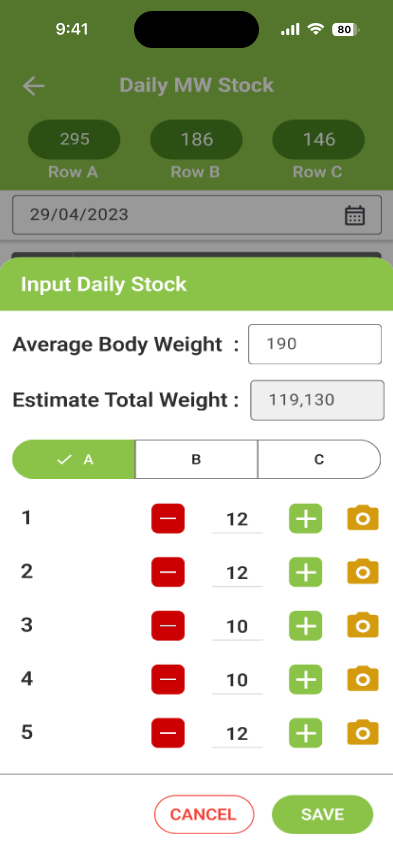 9:41 80
Daily MW Stock
295 186 146
Row A Row B Row C
29/04/2023
Input Daily Stock
Average Body Weight : 190
Estimate Total Weight : 119,130
A B C
1 12
2 12
3 10
4 10
5 12
CANCEL SAVE